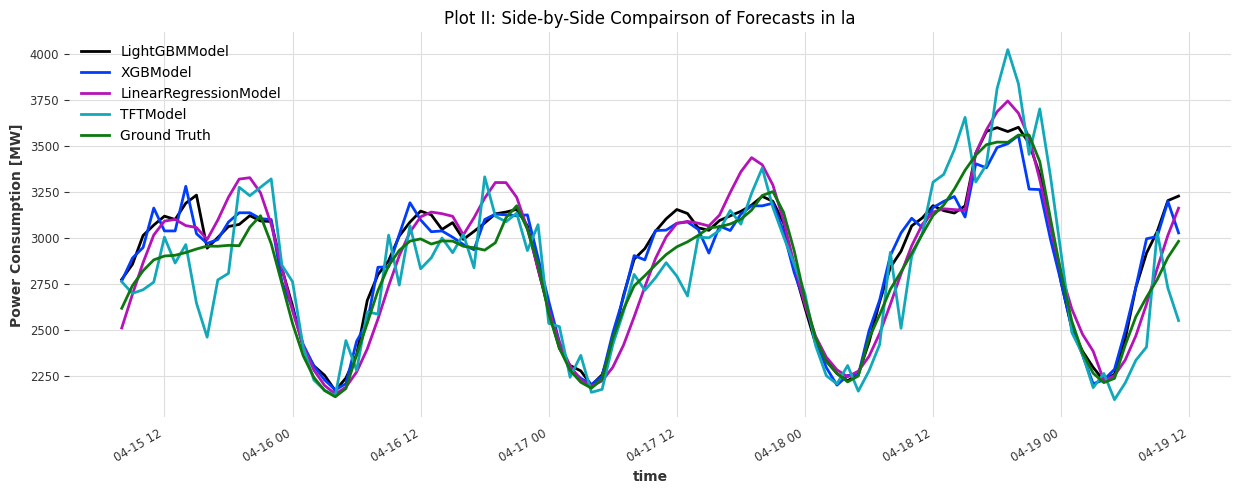 Plot II: Side-by-Side Compairson of Forecasts in la
LightGBMModel
XGBModel
LinearRegressionModel
TFTModel
Ground Truth
Power Consumption [MW]
4000
3750
3500
3250
3000
2750
2500
2250
04-15 12
04-16 00
04-16 12
04-17 00
04-17 12
04-18 00
04-18 12
04-19 00
04-19 12
time